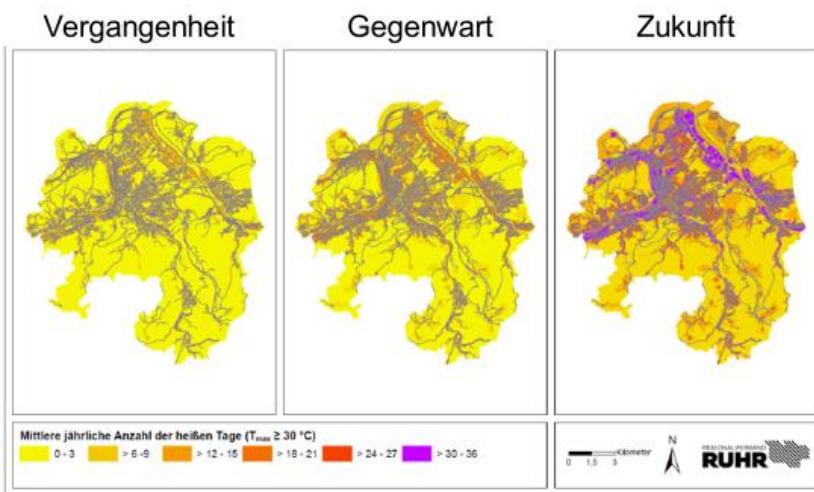 Vergangenheit
Gegenwart
Zukunft
Mittlere jährliche Anzahl der heißen Tage (Tmax ≥ 30 °C)
0 - 3
> 6 - 9
> 12 - 15
> 18 - 21
> 24 - 27
> 30 - 36
0 1,5 3 Kilometer
N
REGIONALVERBAND
RUHR